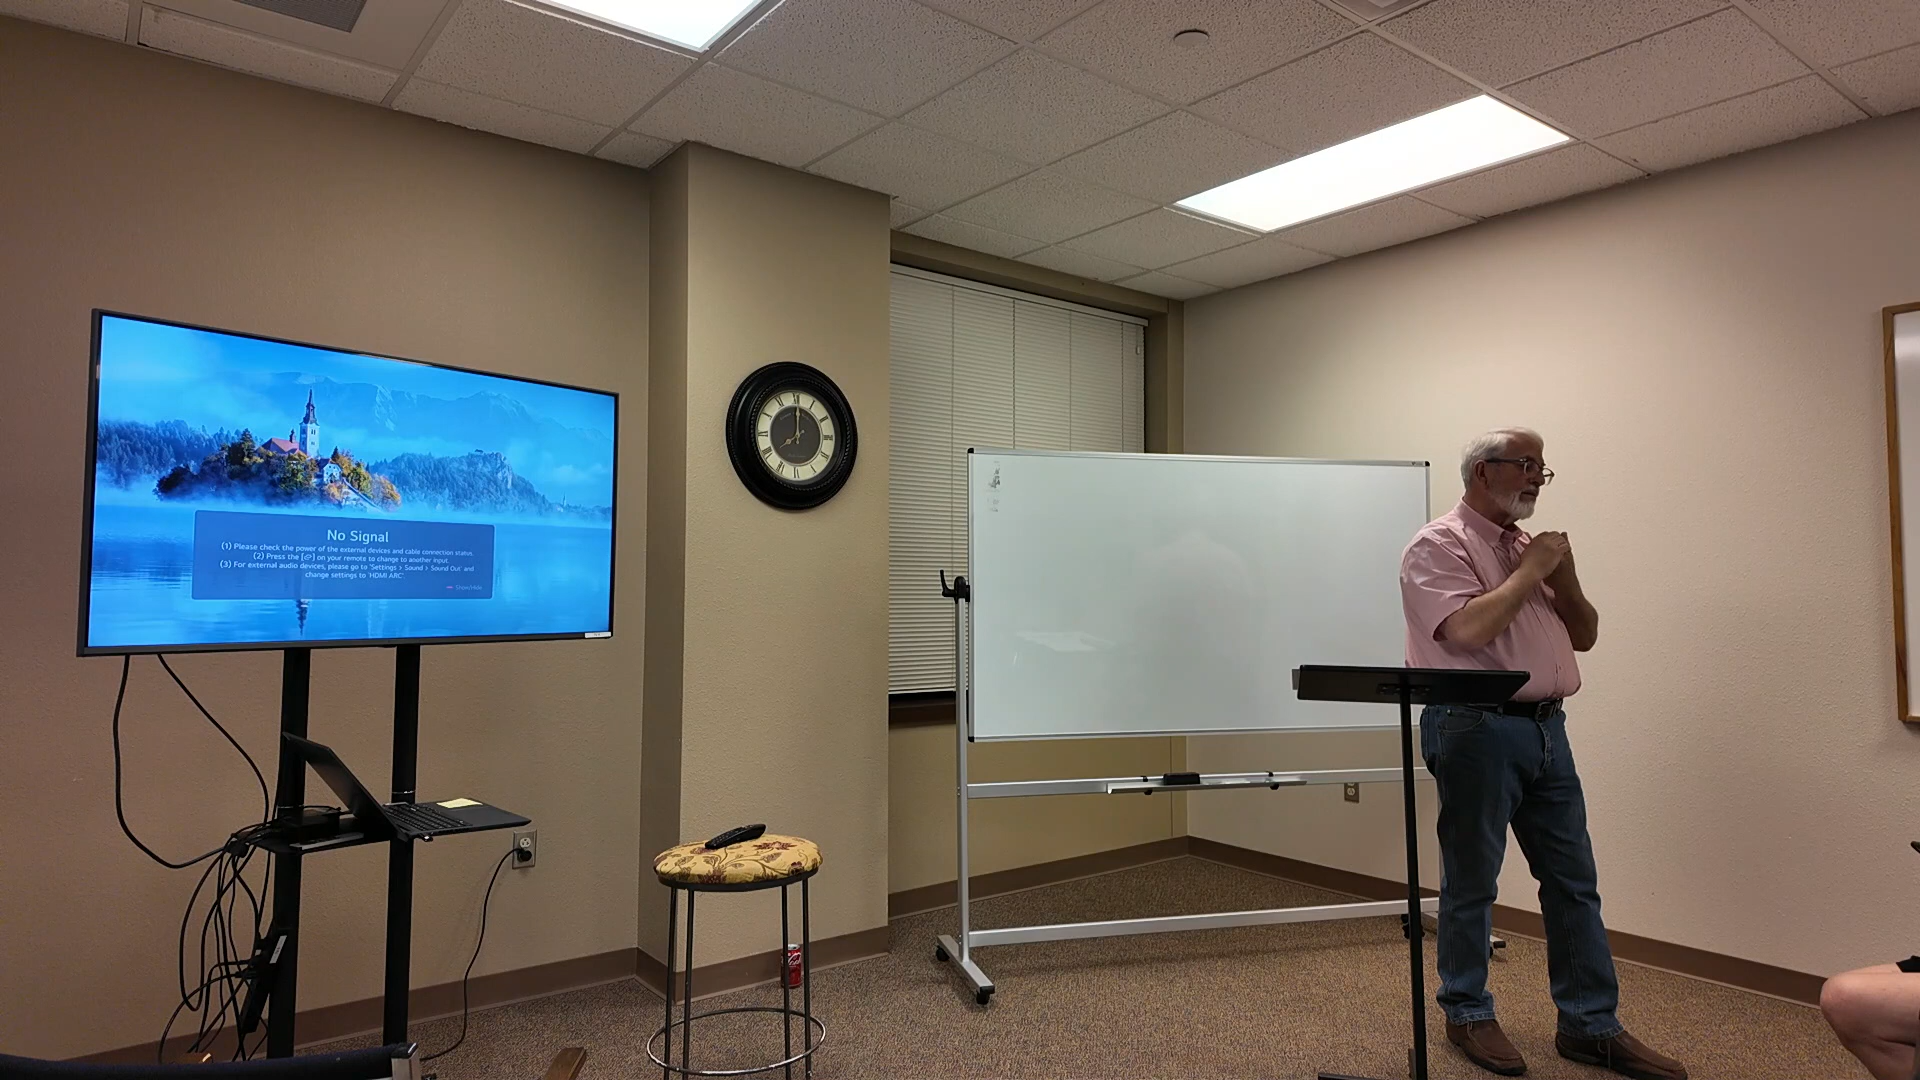 No Signal
(1) Please check the power of the external devices and cable connection status.
(2) Press the [ ] on your remote to change to another input.
(3) For external audio devices, please go to 'Settings > Sound > Sound Out' and
change settings to 'HDMI ARC'.
Show/Hide